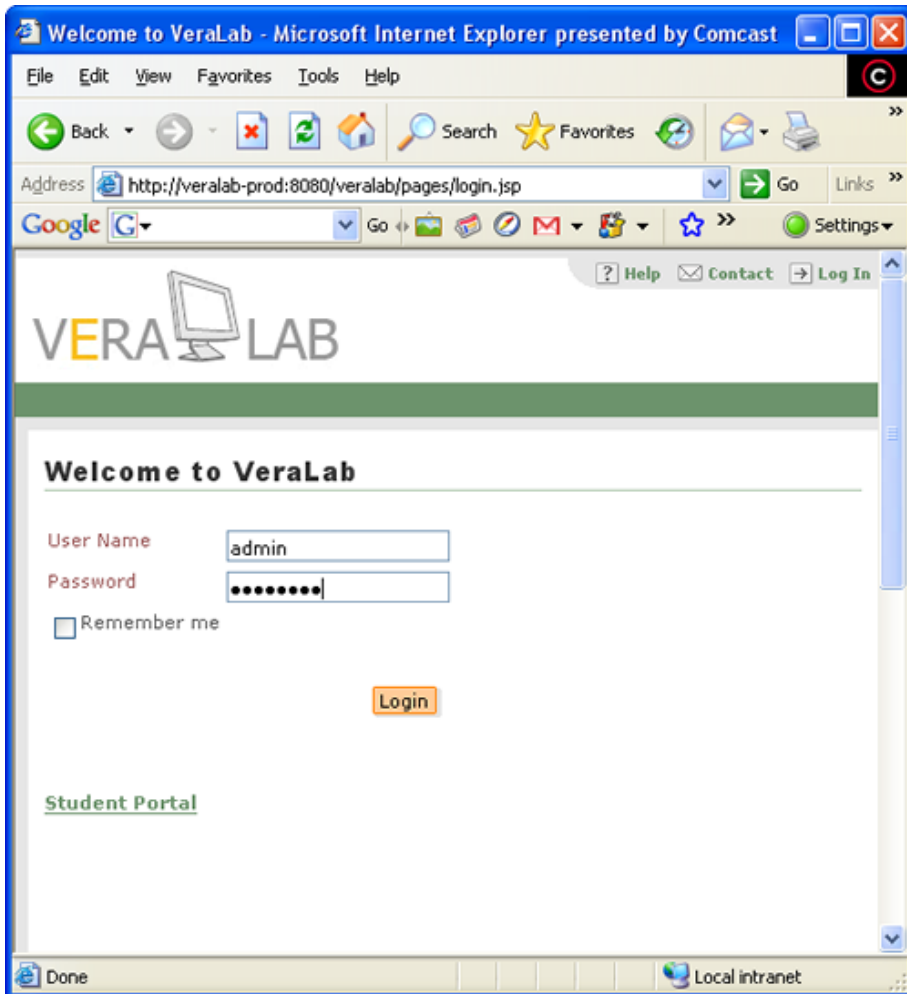 Welcome to VeraLab - Microsoft Internet Explorer presented by Comcast
File Edit View Favorites Tools Help
Back Search Favorites
Address http://veralab-prod:8080/veralab/pages/login.jsp Go Links »
Google G Go » Settings
? Help Contact Log In
VERA LAB
Welcome to VeraLab
User Name admin
Password ••••••••
Remember me
Login
Student Portal
Done Local intranet